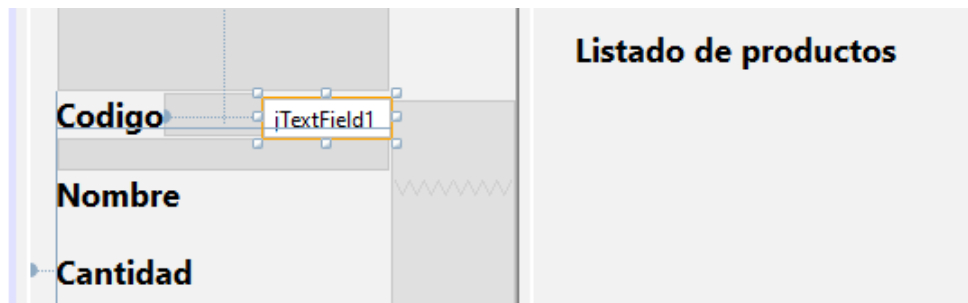 Listado de productos
Codigo
jTextField1
Nombre
Cantidad